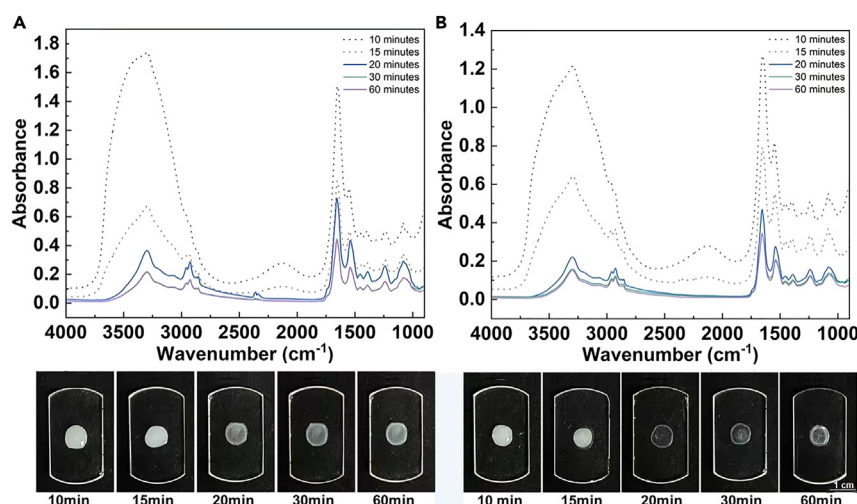 A
B
1.8
1.6
1.4
1.2
1.0
0.8
0.6
0.4
0.2
0.0
Absorbance
10 minutes
15 minutes
20 minutes
30 minutes
60 minutes
4000 3500 3000 2500 2000 1500 1000
Wavenumber (cm-1)
1.4
1.2
1.0
0.8
0.6
0.4
0.2
0.0
Absorbance
10 minutes
15 minutes
20 minutes
30 minutes
60 minutes
4000 3500 3000 2500 2000 1500 1000
Wavenumber (cm-1)
10min 15min 20min 30min 60min
10 min 15min 20min 30min 60min
1 cm